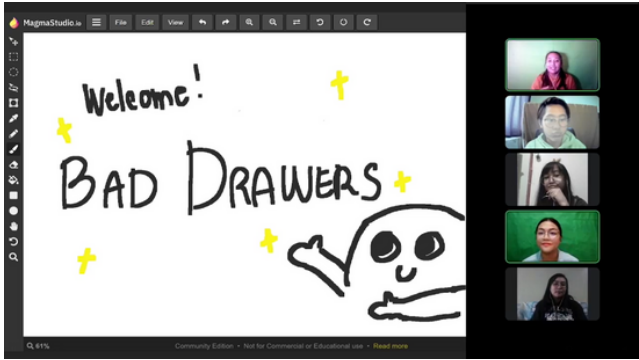 MagmaStudio.io File Edit View
Welcome!
BAD DRAWERS
61% Community Edition • Not for Commercial or Educational use • Read more